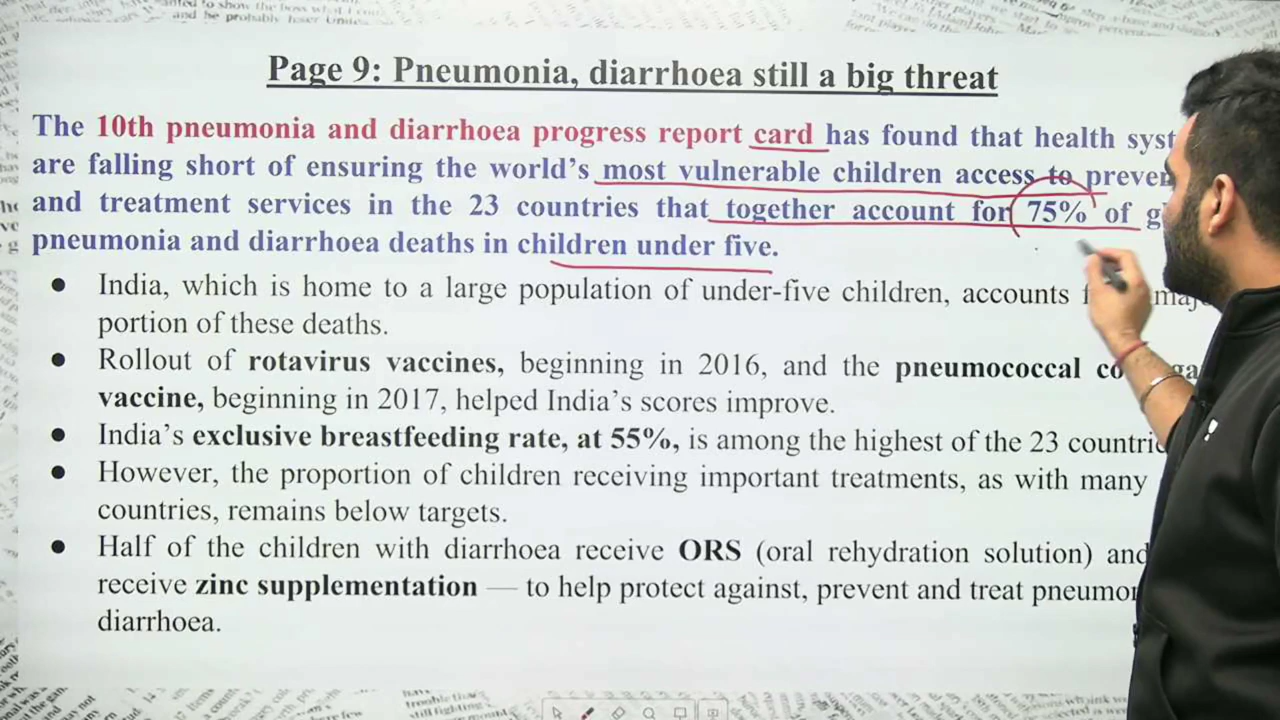 Page 9: Pneumonia, diarrhoea still a big threat
The 10th pneumonia and diarrhoea progress report card has found that health
are falling short of ensuring the world's most vulnerable children access to
and treatment services in the 23 countries that together account for 75% of
pneumonia and diarrhoea deaths in children under five.
● India, which is home to a large population of under-five children, accounts
portion of these deaths.
● Rollout of rotavirus vaccines, beginning in 2016, and the pneumococcal
vaccine, beginning in 2017, helped India's scores improve.
● India's exclusive breastfeeding rate, at 55%, is among the highest of the 23
● However, the proportion of children receiving important treatments, as with many
countries, remains below targets.
● Half of the children with diarrhoea receive ORS (oral rehydration solution) and
receive zinc supplementation — to help protect against, prevent and treat
diarrhoea.